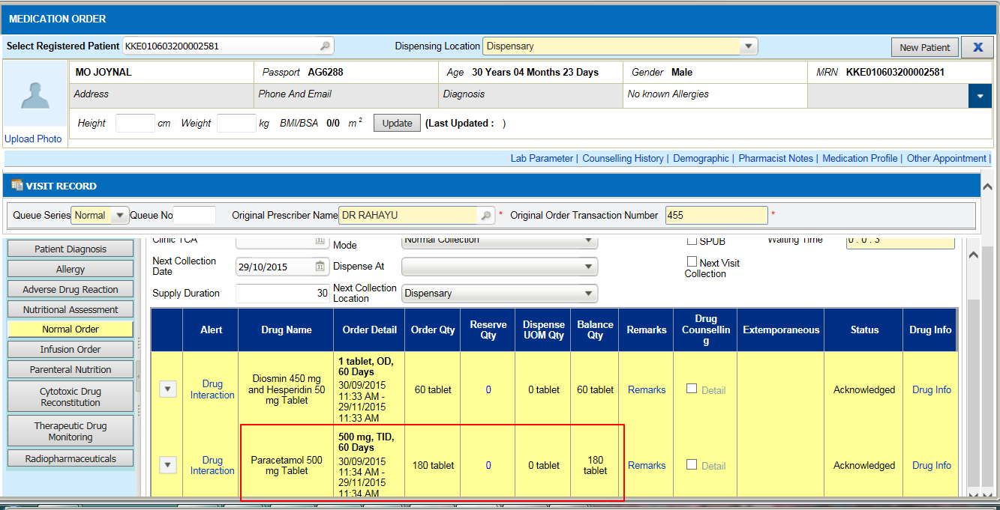 MEDICATION ORDER
Select Registered Patient KKE010603200002581 Dispensing Location Dispensary New Patient X
MO JOYNAL Passport AG6288 Age 30 Years 04 Months 23 Days Gender Male MRN KKE010603200002581
Address Phone And Email Diagnosis No known Allergies
Height cm Weight kg BMI/BSA 0/0 m 2 Update (Last Updated : )
Upload Photo
Lab Parameter | Counselling History | Demographic | Pharmacist Notes | Medication Profile | Other Appointment |
VISIT RECORD
Queue Series Normal Queue No Original Prescriber Name DR RAHAYU * Original Order Transaction Number 455 *
Patient Diagnosis
Allergy
Adverse Drug Reaction
Nutritional Assessment
Normal Order
Infusion Order
Parenteral Nutrition
Cytotoxic Drug
Reconstitution
Therapeutic Drug
Monitoring
Radiopharmaceuticals
Clinic TCA 31 Mode Normal Collection SPUB Waiting Time 0 : 0 : 3
Next Collection
Date 29/10/2015 31 Dispense At Next Visit
Collection
Supply Duration 30 Next Collection
Location Dispensary
Alert Drug Name Order Detail Order Qty Reserve
Qty Dispense
UOM Qty Balance
Qty Remarks Drug
Counsellin
g Extemporaneous Status Drug Info
Drug
Interaction
Diosmin 450 mg
and Hesperidin 50
mg Tablet
1 tablet, OD,
60 Days
30/09/2015
11:33 AM -
29/11/2015
11:33 AM
60 tablet 0 0 tablet 60 tablet Remarks Detail Acknowledged Drug Info
Drug
Interaction
Paracetamol 500
mg Tablet
500 mg, TID,
60 Days
30/09/2015
11:34 AM -
29/11/2015
11:34 AM
180 tablet 0 0 tablet 180
tablet Remarks Detail Acknowledged Drug Info